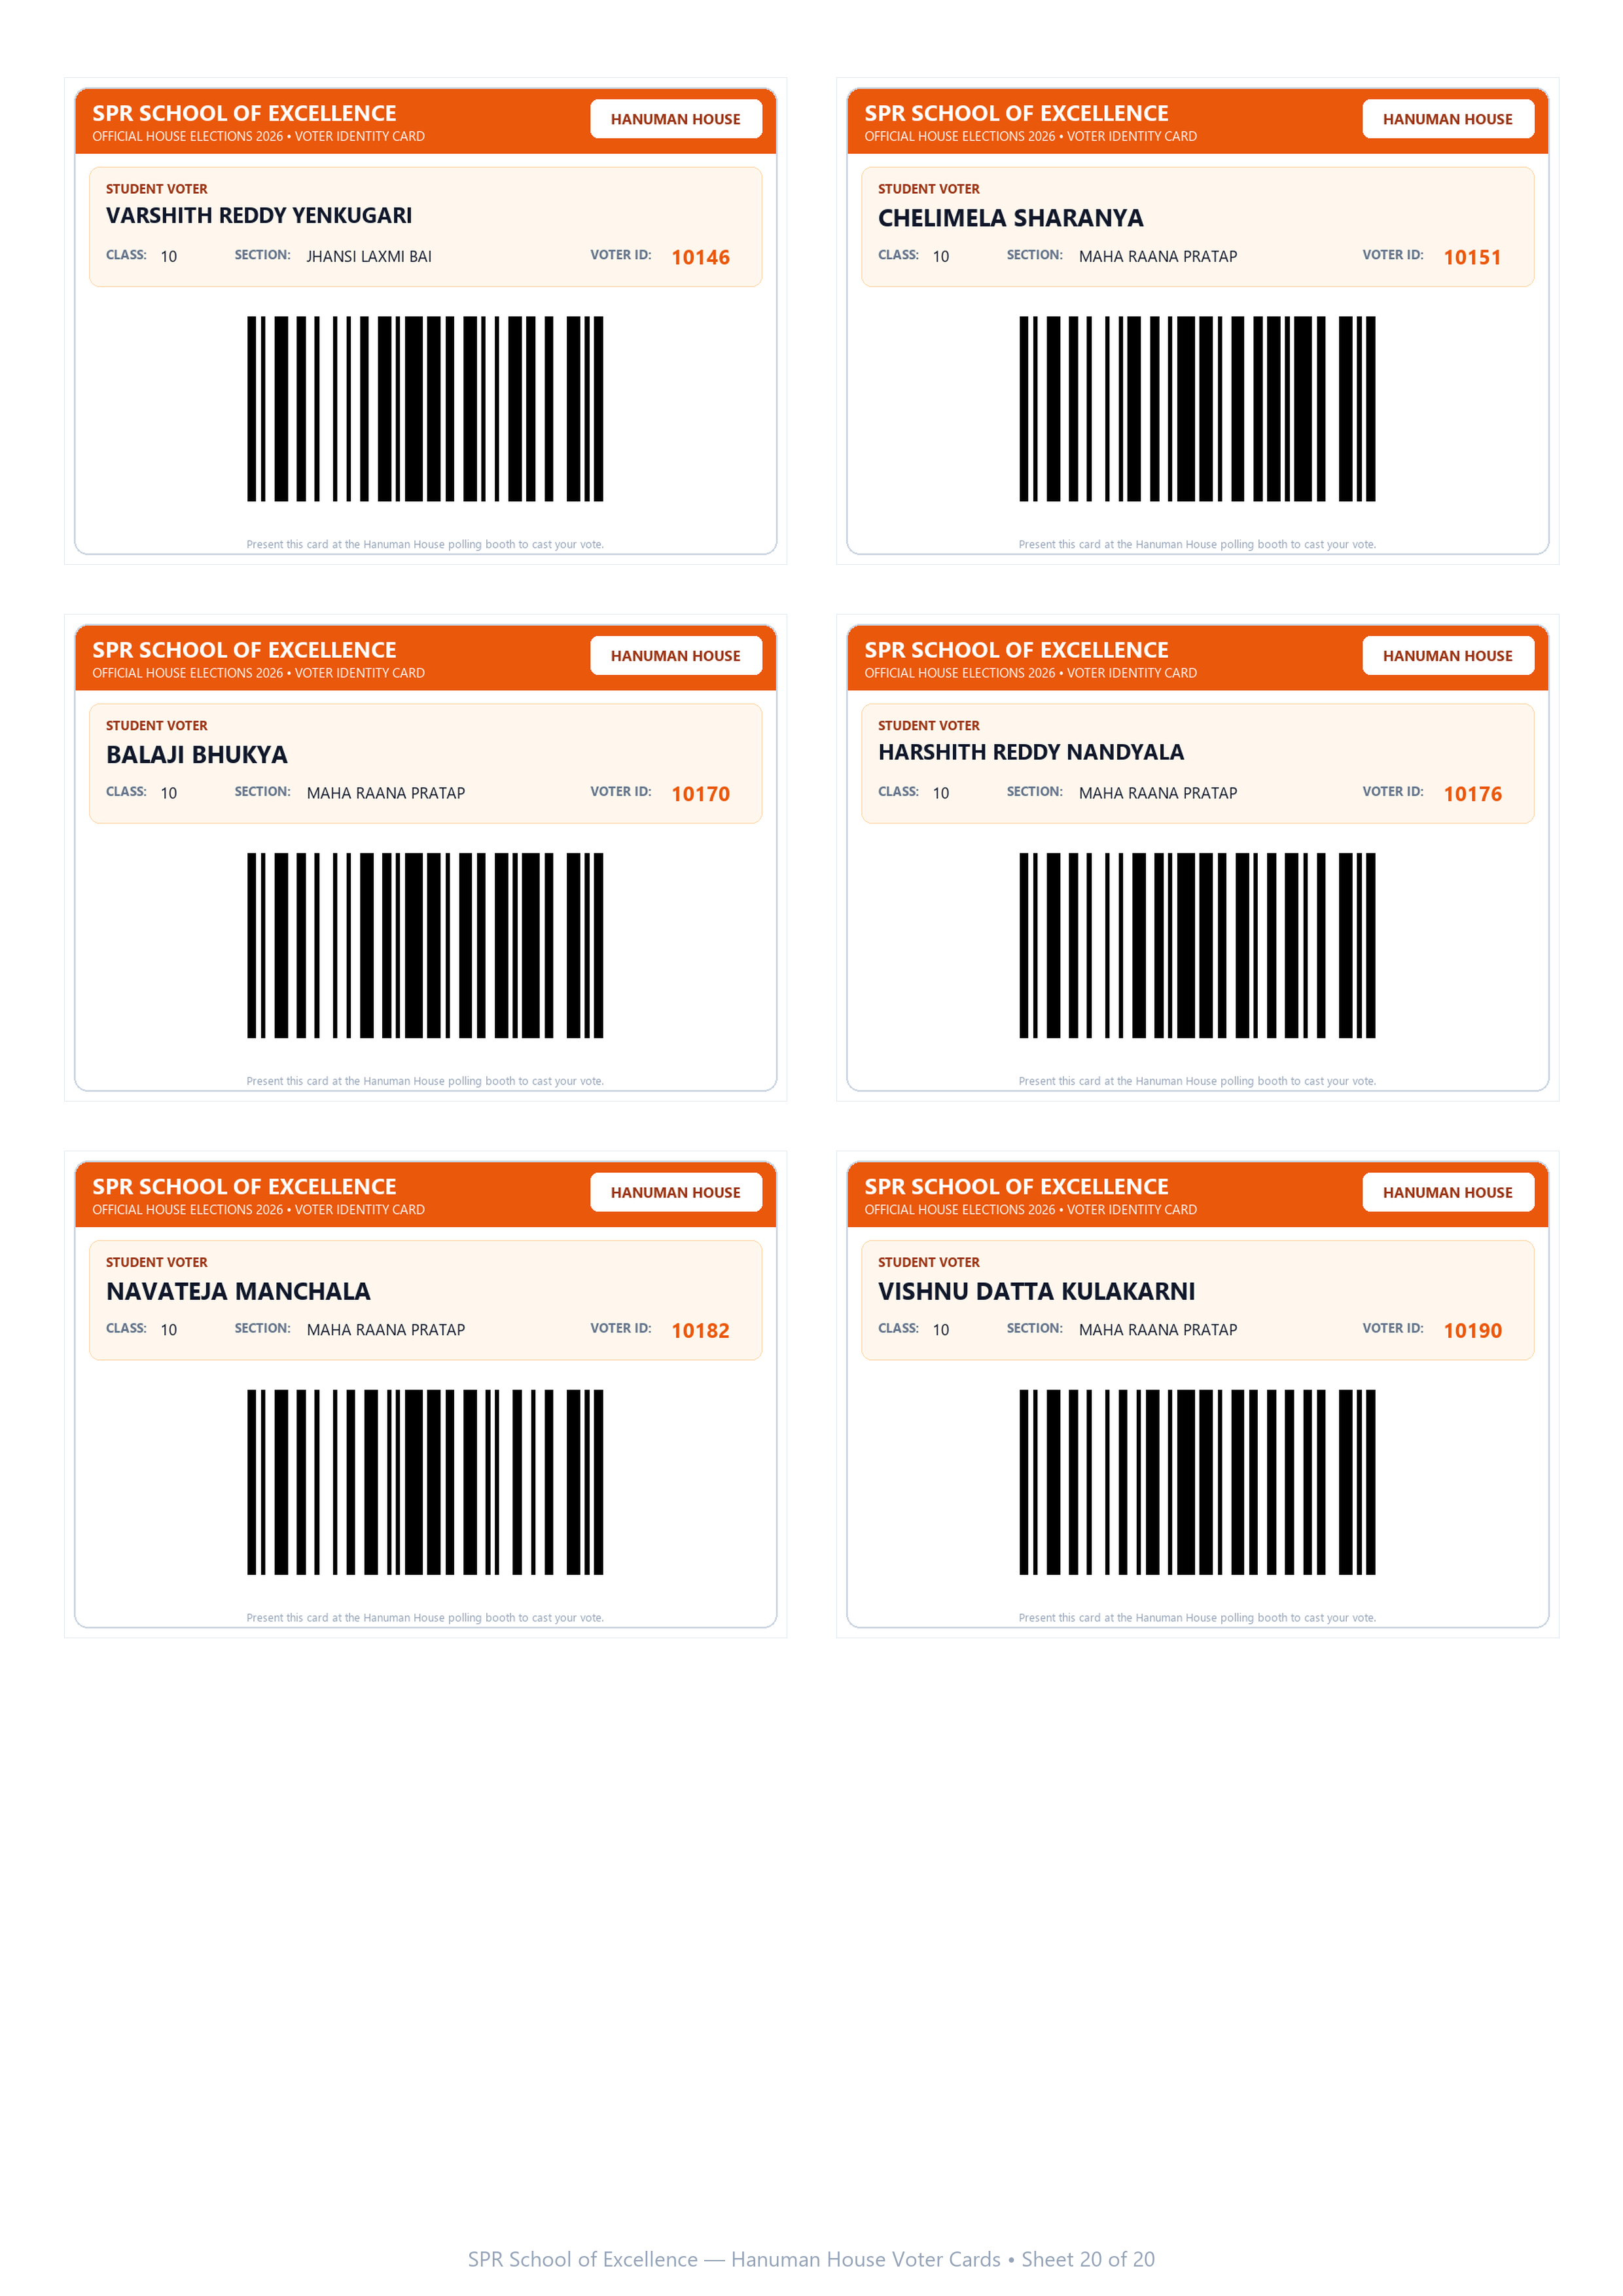 SPR SCHOOL OF EXCELLENCE
OFFICIAL HOUSE ELECTIONS 2026 • VOTER IDENTITY CARD
HANUMAN HOUSE
STUDENT VOTER
VARSHITH REDDY YENKUGARI
CLASS: 10 SECTION: JHANSI LAXMI BAI VOTER ID: 10146
Present this card at the Hanuman House polling booth to cast your vote.
SPR SCHOOL OF EXCELLENCE
OFFICIAL HOUSE ELECTIONS 2026 • VOTER IDENTITY CARD
HANUMAN HOUSE
STUDENT VOTER
CHELIMELA SHARANYA
CLASS: 10 SECTION: MAHA RAANA PRATAP VOTER ID: 10151
Present this card at the Hanuman House polling booth to cast your vote.
SPR SCHOOL OF EXCELLENCE
OFFICIAL HOUSE ELECTIONS 2026 • VOTER IDENTITY CARD
HANUMAN HOUSE
STUDENT VOTER
BALAJI BHUKYA
CLASS: 10 SECTION: MAHA RAANA PRATAP VOTER ID: 10170
Present this card at the Hanuman House polling booth to cast your vote.
SPR SCHOOL OF EXCELLENCE
OFFICIAL HOUSE ELECTIONS 2026 • VOTER IDENTITY CARD
HANUMAN HOUSE
STUDENT VOTER
HARSHITH REDDY NANDYALA
CLASS: 10 SECTION: MAHA RAANA PRATAP VOTER ID: 10176
Present this card at the Hanuman House polling booth to cast your vote.
SPR SCHOOL OF EXCELLENCE
OFFICIAL HOUSE ELECTIONS 2026 • VOTER IDENTITY CARD
HANUMAN HOUSE
STUDENT VOTER
NAVATEJA MANCHALA
CLASS: 10 SECTION: MAHA RAANA PRATAP VOTER ID: 10182
Present this card at the Hanuman House polling booth to cast your vote.
SPR SCHOOL OF EXCELLENCE
OFFICIAL HOUSE ELECTIONS 2026 • VOTER IDENTITY CARD
HANUMAN HOUSE
STUDENT VOTER
VISHNU DATTA KULAKARNI
CLASS: 10 SECTION: MAHA RAANA PRATAP VOTER ID: 10190
Present this card at the Hanuman House polling booth to cast your vote.
SPR School of Excellence — Hanuman House Voter Cards • Sheet 20 of 20